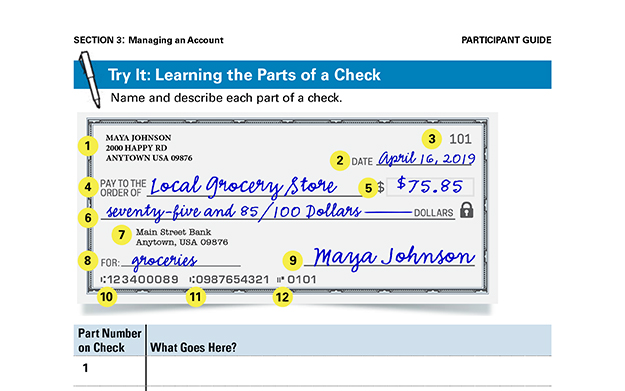 SECTION 3: Managing an Account PARTICIPANT GUIDE
Try It: Learning the Parts of a Check
Name and describe each part of a check.
1 MAYA JOHNSON 3 101
2000 HAPPY RD
ANYTOWN USA 09876 2 DATE April 16, 2019
4 PAY TO THE ORDER OF Local Grocery Store 5 $ $75.85
6 seventy-five and 85/100 Dollars DOLLARS
7 Main Street Bank
Anytown, USA 09876
8 FOR: groceries 9 Maya Johnson
⑆123400089 ⑆0987654321 ⑈0101
10 11 12
Part Number
on Check What Goes Here?
1